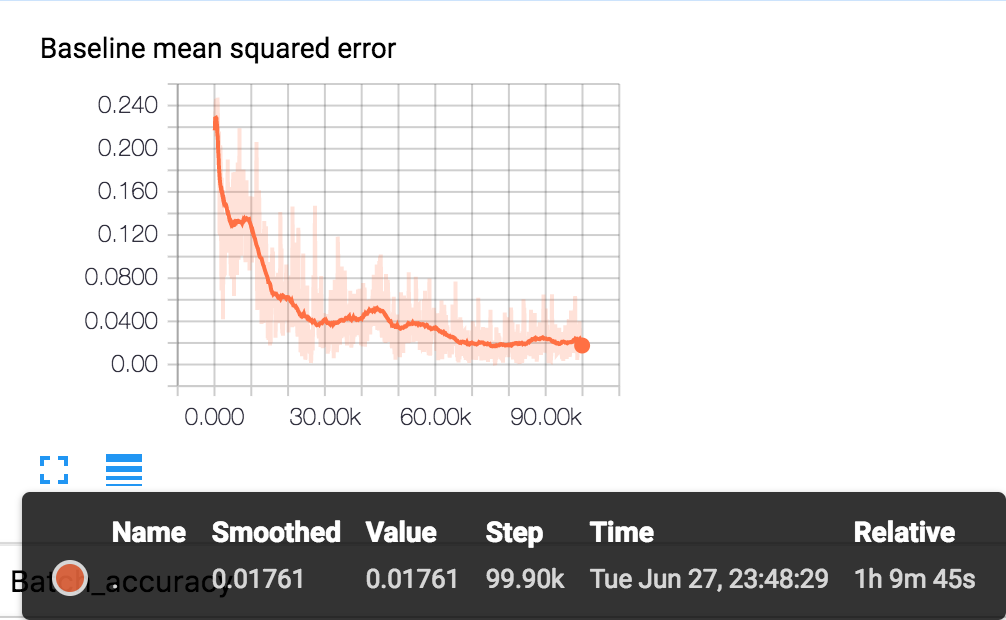 Baseline mean squared error
0.240
0.200
0.160
0.120
0.0800
0.0400
0.00
0.000 30.00k 60.00k 90.00k
Name Smoothed Value Step Time Relative
. 0.01761 0.01761 99.90k Tue Jun 27, 23:48:29 1h 9m 45s
Batch_accuracy